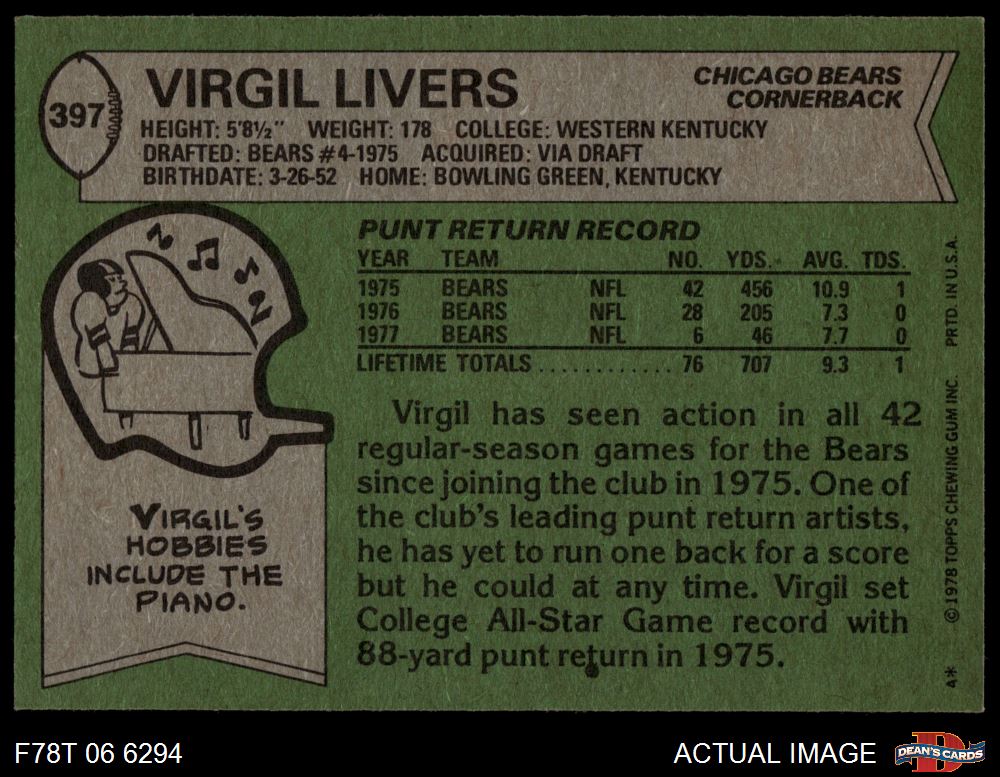 397
VIRGIL LIVERS
CHICAGO BEARS
CORNERBACK
HEIGHT: 5'8½" WEIGHT: 178 COLLEGE: WESTERN KENTUCKY
DRAFTED: BEARS #4-1975 ACQUIRED: VIA DRAFT
BIRTHDATE: 3-26-52 HOME: BOWLING GREEN, KENTUCKY
PUNT RETURN RECORD
YEAR TEAM NO. YDS. AVG. TDS.
1975 BEARS NFL 42 456 10.9 1
1976 BEARS NFL 28 205 7.3 0
1977 BEARS NFL 6 46 7.7 0
LIFETIME TOTALS ............ 76 707 9.3 1
Virgil has seen action in all 42
regular-season games for the Bears
since joining the club in 1975. One of
the club's leading punt return artists,
he has yet to run one back for a score
but he could at any time. Virgil set
College All-Star Game record with
88-yard punt return in 1975.
VIRGIL'S
HOBBIES
INCLUDE THE
PIANO.
4* © 1978 TOPPS CHEWING GUM INC. PRTD. IN U.S.A.
F78T 06 6294
ACTUAL IMAGE
D
DEAN'S CARDS